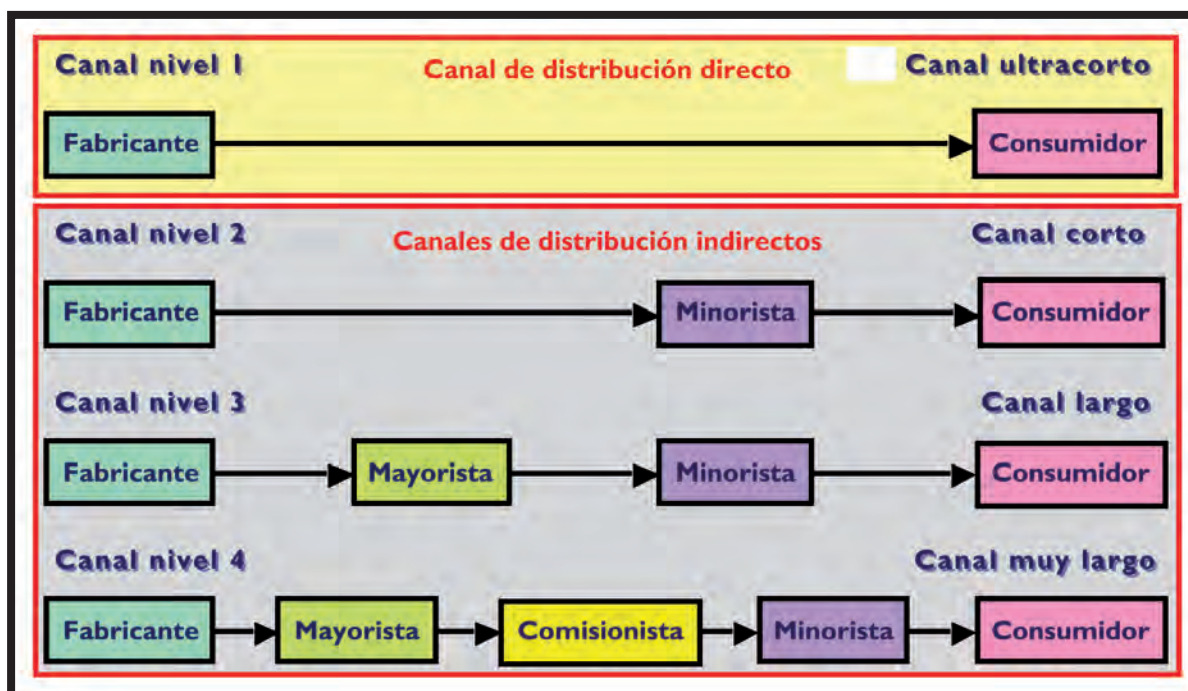 Canal nivel 1 Canal de distribución directo Canal ultracorto
Fabricante Consumidor
Canal nivel 2 Canales de distribución indirectos Canal corto
Fabricante Minorista Consumidor
Canal nivel 3 Canal largo
Fabricante Mayorista Minorista Consumidor
Canal nivel 4 Canal muy largo
Fabricante Mayorista Comisionista Minorista Consumidor